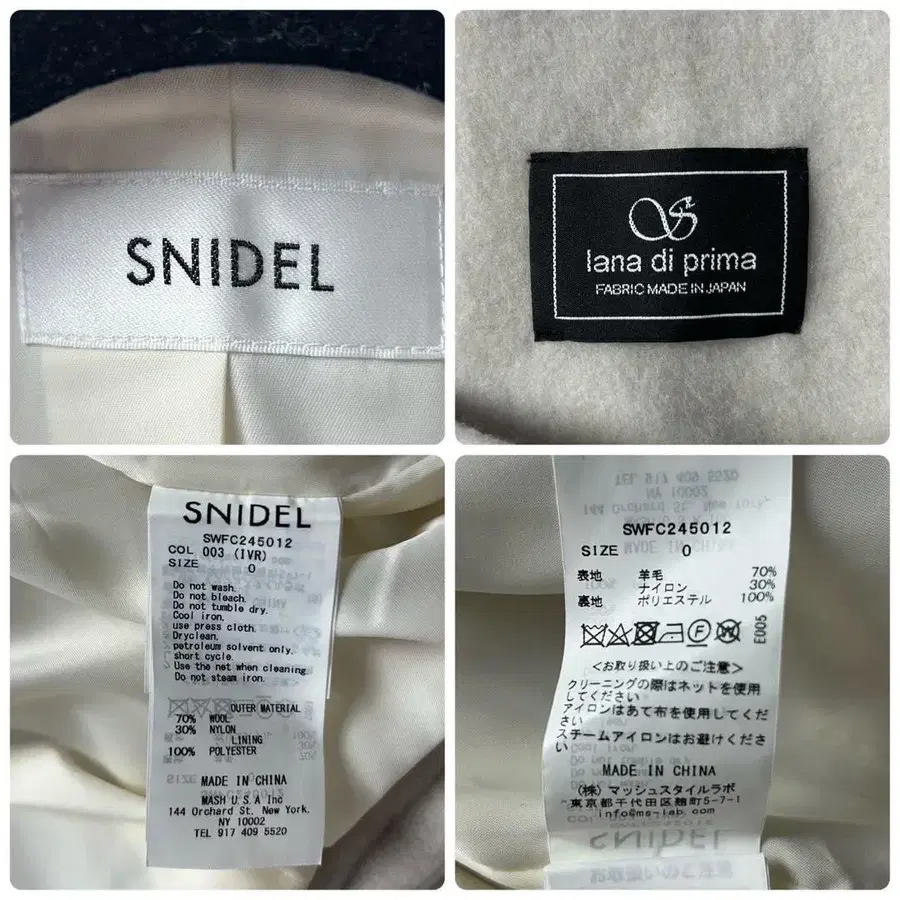 SNIDEL
S
lana di prima
FABRIC MADE IN JAPAN
SNIDEL
SWFC245012
COL 003 (IVR)
SIZE 0
Do not wash.
Do not bleach.
Do not tumble dry.
Cool iron.
use press cloth.
Dryclean.
petroleum solvent only.
short cycle.
Use the net when cleaning.
Do not steam iron.
OUTER MATERIAL
70% WOOL
30% NYLON
LINING
100% POLYESTER
MADE IN CHINA
MASH U.S.A Inc
144 Orchard St. New York.
NY 10002
TEL 917 409 5520
SWFC245012
SIZE 0
表地 羊毛 70%
ナイロン 30%
裏地 ポリエステル 100%
E005
<お取り扱い上のご注意>
クリーニングの際はネットを使用
してください
アイロンはあて布を使用してくだ
さい
スチームアイロンはお避けくださ
い
MADE IN CHINA
(株)マッシュスタイルラボ
東京都千代田区麹町5-7-1
info@ms-lab.com